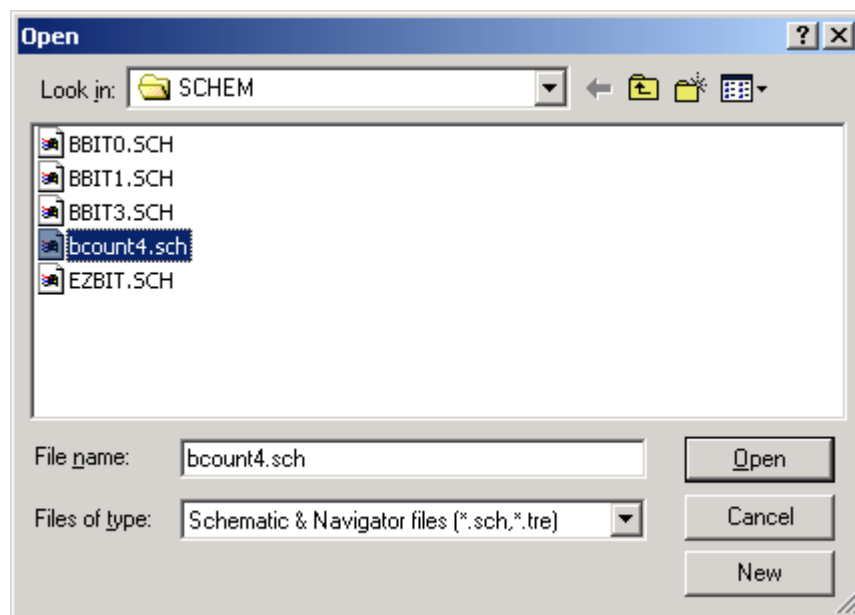 Open
Look in: SCHEM
BBIT0.SCH
BBIT1.SCH
BBIT3.SCH
bcount4.sch
EZBIT.SCH
File name: bcount4.sch Open
Files of type: Schematic & Navigator files (*.sch,*.tre) Cancel
New